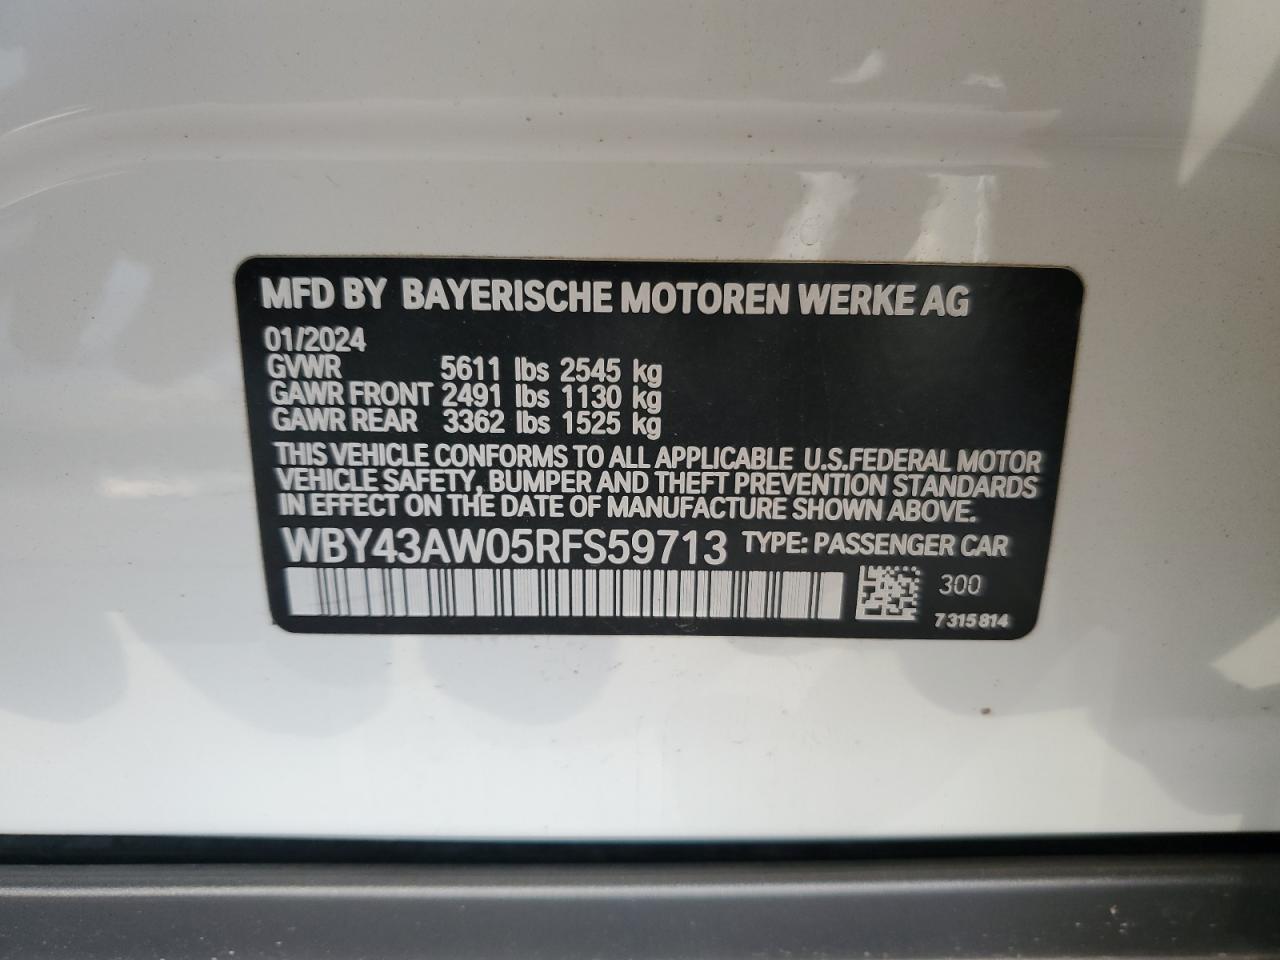 MFD BY BAYERISCHE MOTOREN WERKE AG
01/2024
GVWR 5611 lbs 2545 kg
GAWR FRONT 2491 lbs 1130 kg
GAWR REAR 3362 lbs 1525 kg
THIS VEHICLE CONFORMS TO ALL APPLICABLE U.S.FEDERAL MOTOR
VEHICLE SAFETY, BUMPER AND THEFT PREVENTION STANDARDS
IN EFFECT ON THE DATE OF MANUFACTURE SHOWN ABOVE.
WBY43AW05RFS59713 TYPE: PASSENGER CAR
300
7 315 814